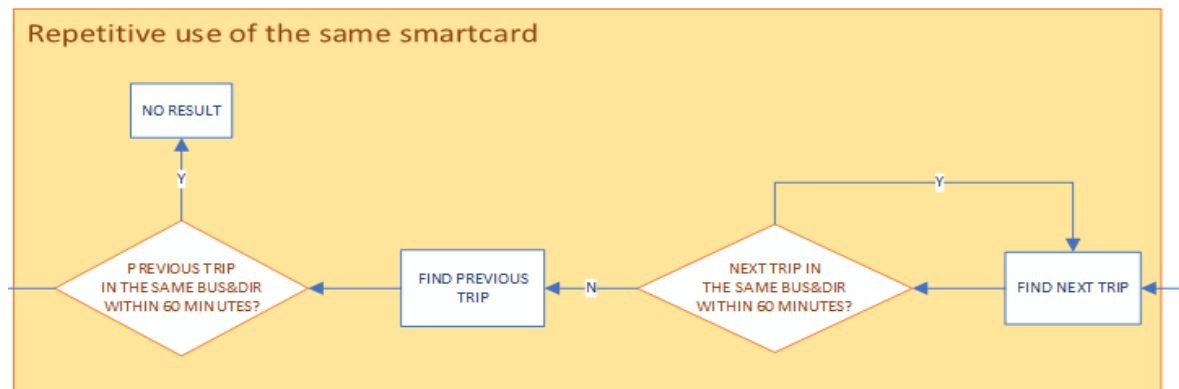 Repetitive use of the same smartcard
NO RESULT
Y
Y
PREVIOUS TRIP
IN THE SAME BUS&DIR
WITHIN 60 MINUTES?
FIND PREVIOUS
TRIP
N
NEXT TRIP IN
THE SAME BUS&DIR
WITHIN 60 MINUTES?
FIND NEXT TRIP